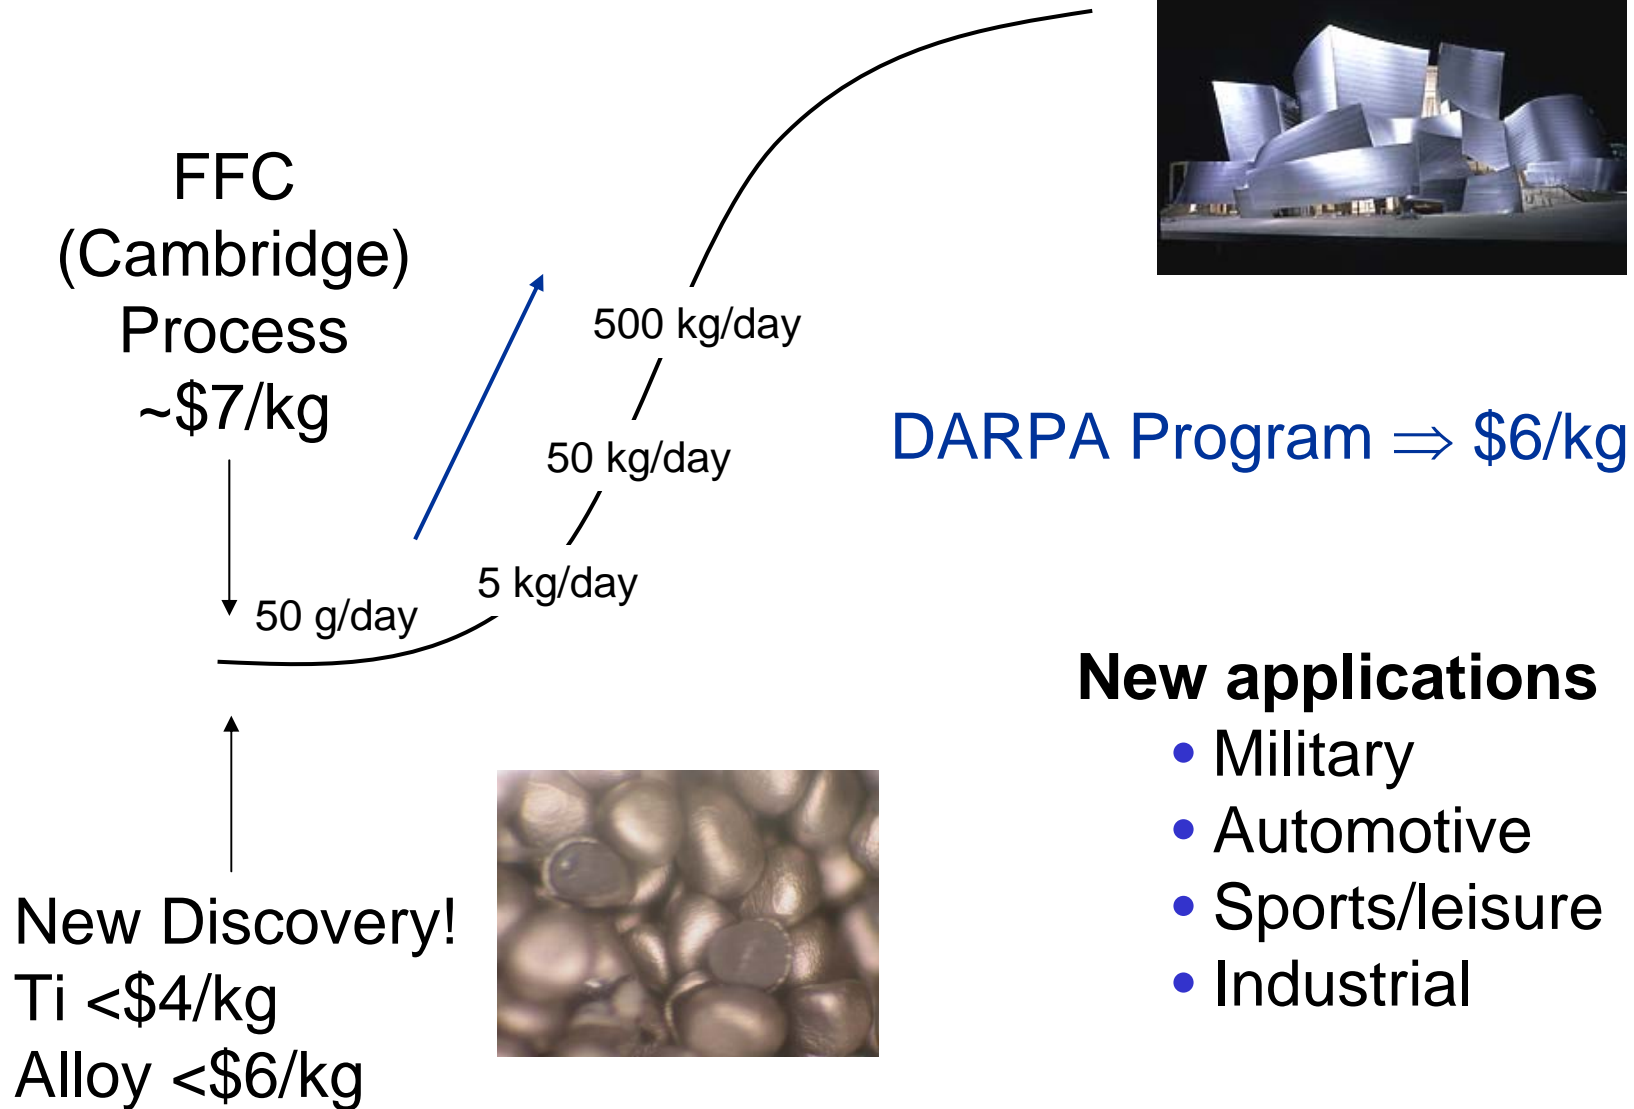 FFC
(Cambridge)
Process
~$7/kg
500 kg/day
50 kg/day
5 kg/day
50 g/day
DARPA Program ⇒ $6/kg
New Discovery!
Ti <$4/kg
Alloy <$6/kg
New applications
• Military
• Automotive
• Sports/leisure
• Industrial